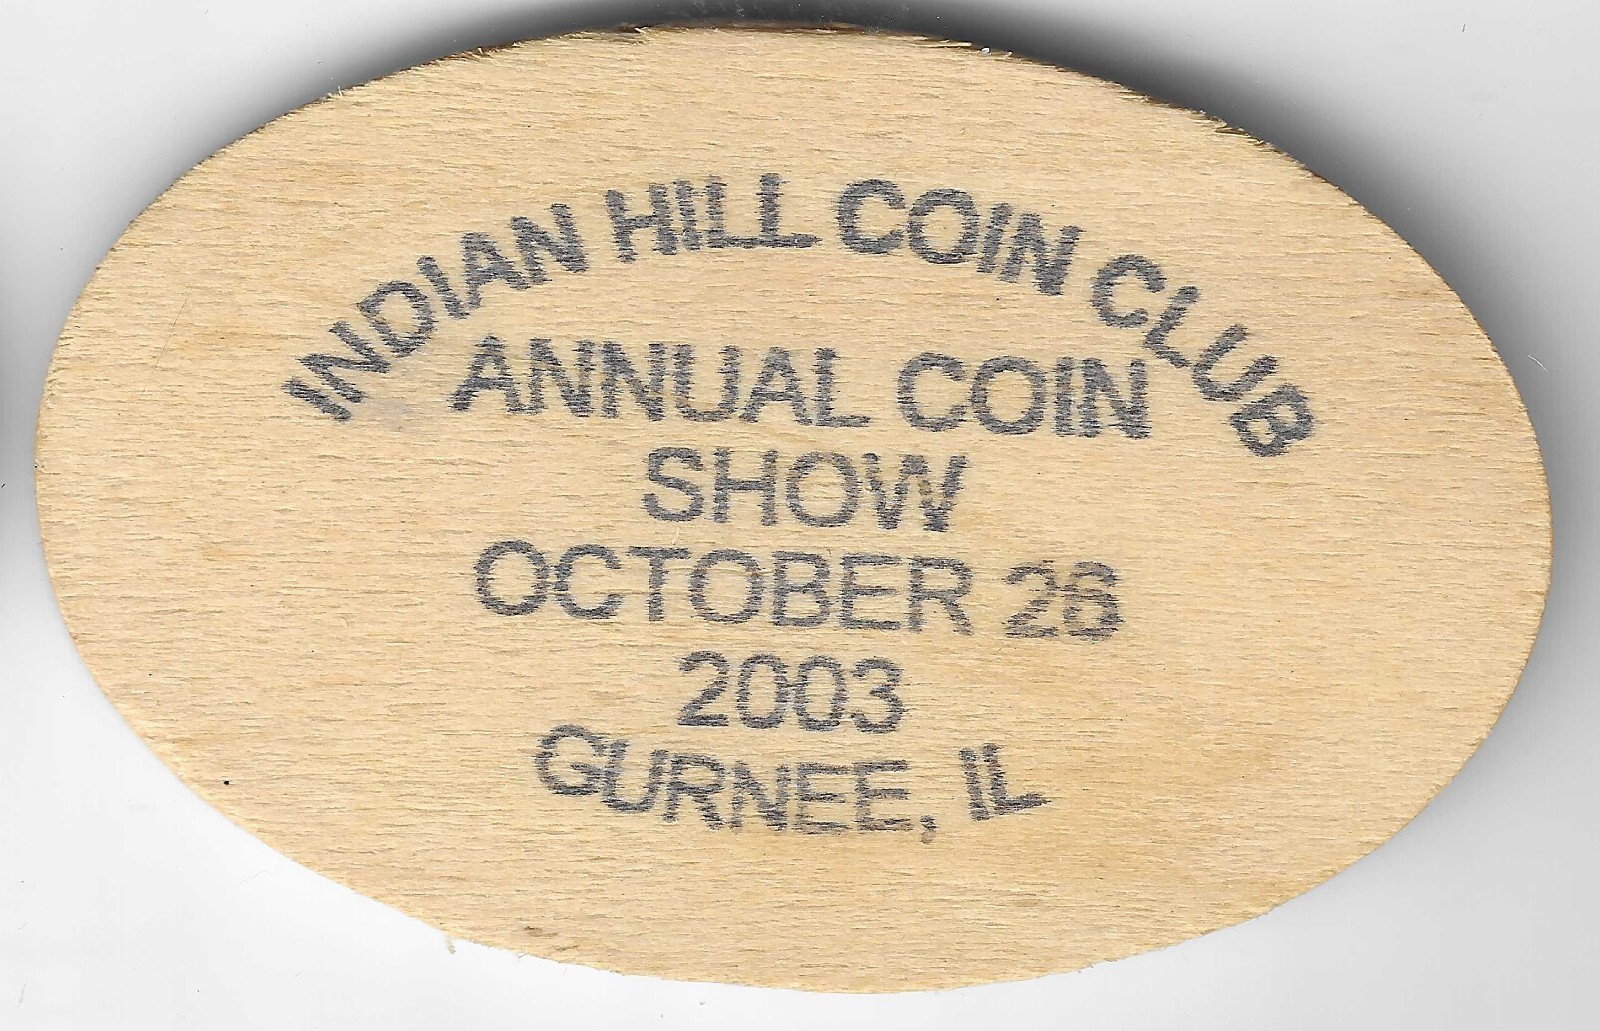 INDIAN HILL COIN CLUB
ANNUAL COIN
SHOW
OCTOBER 26
2003
GURNEE, IL